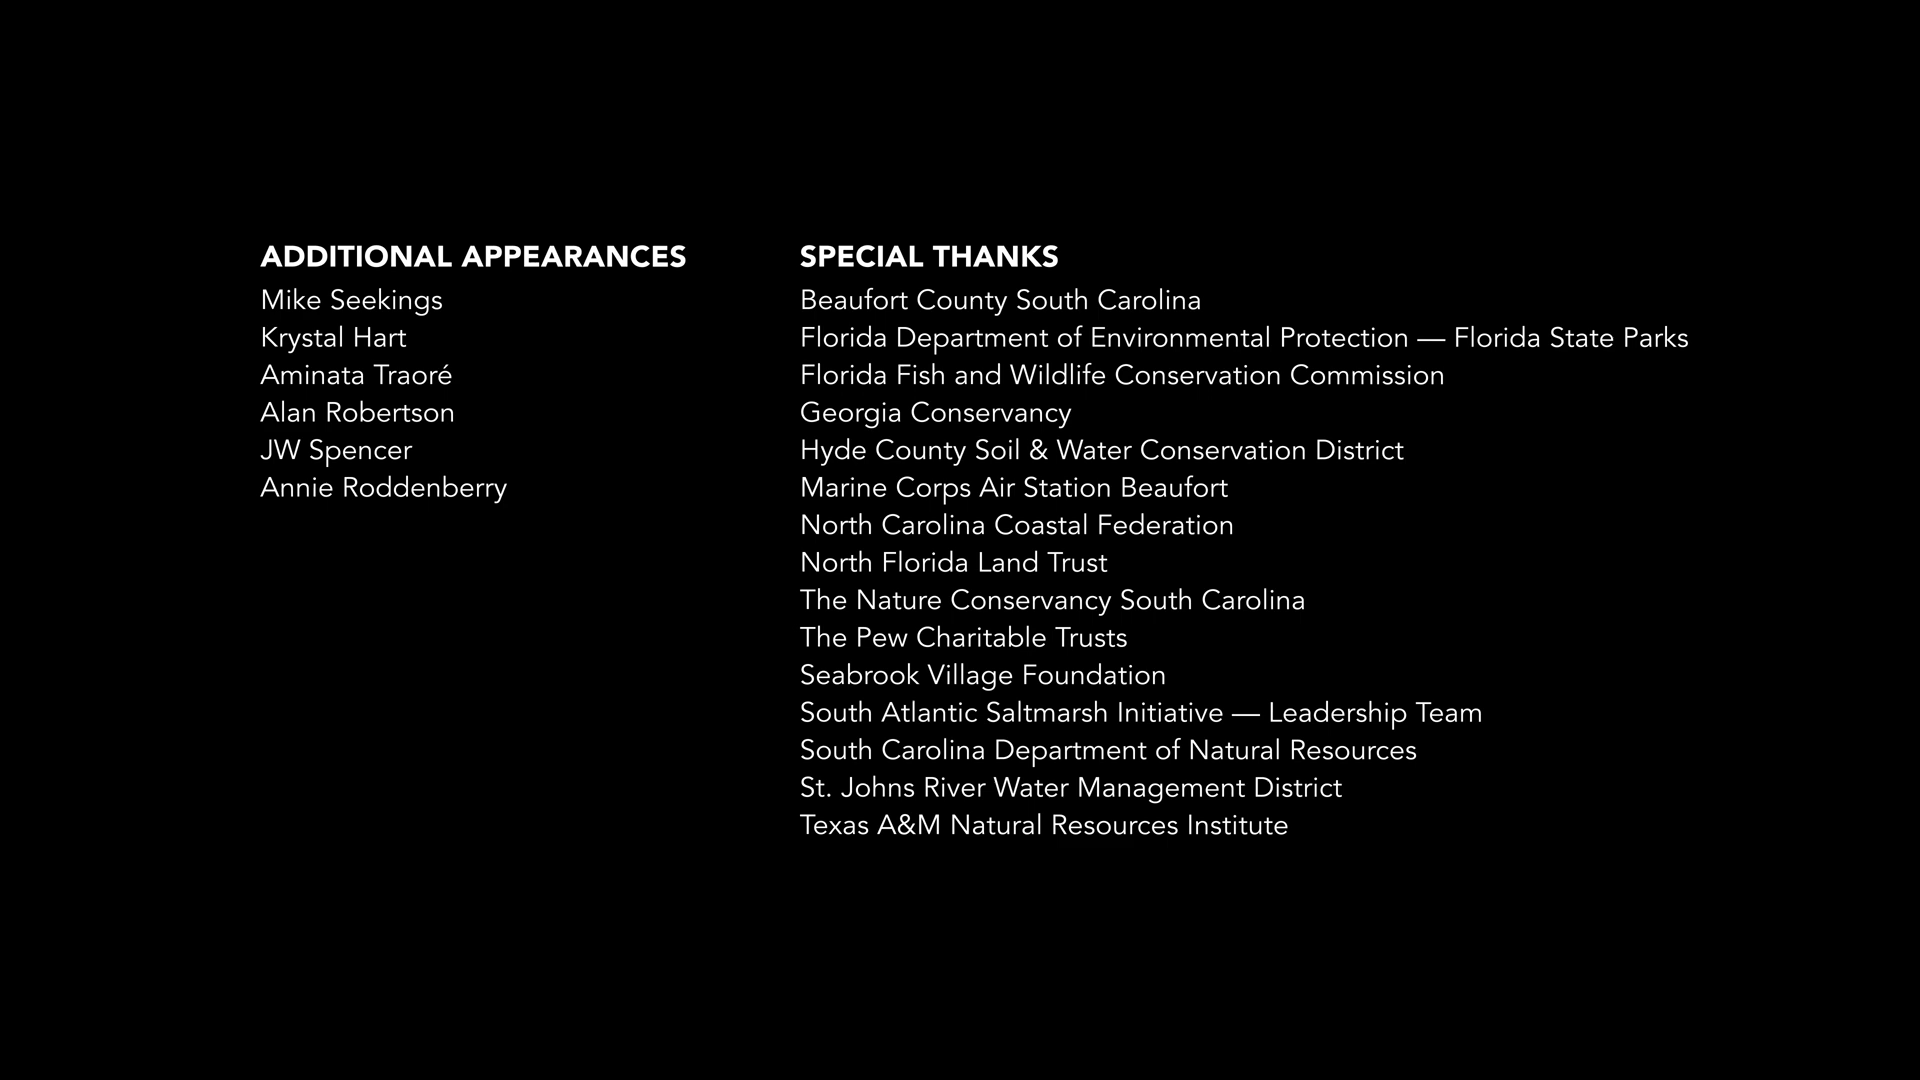 ADDITIONAL APPEARANCES
Mike Seekings
Krystal Hart
Aminata Traoré
Alan Robertson
JW Spencer
Annie Roddenberry
SPECIAL THANKS
Beaufort County South Carolina
Florida Department of Environmental Protection — Florida State Parks
Florida Fish and Wildlife Conservation Commission
Georgia Conservancy
Hyde County Soil & Water Conservation District
Marine Corps Air Station Beaufort
North Carolina Coastal Federation
North Florida Land Trust
The Nature Conservancy South Carolina
The Pew Charitable Trusts
Seabrook Village Foundation
South Atlantic Saltmarsh Initiative — Leadership Team
South Carolina Department of Natural Resources
St. Johns River Water Management District
Texas A&M Natural Resources Institute